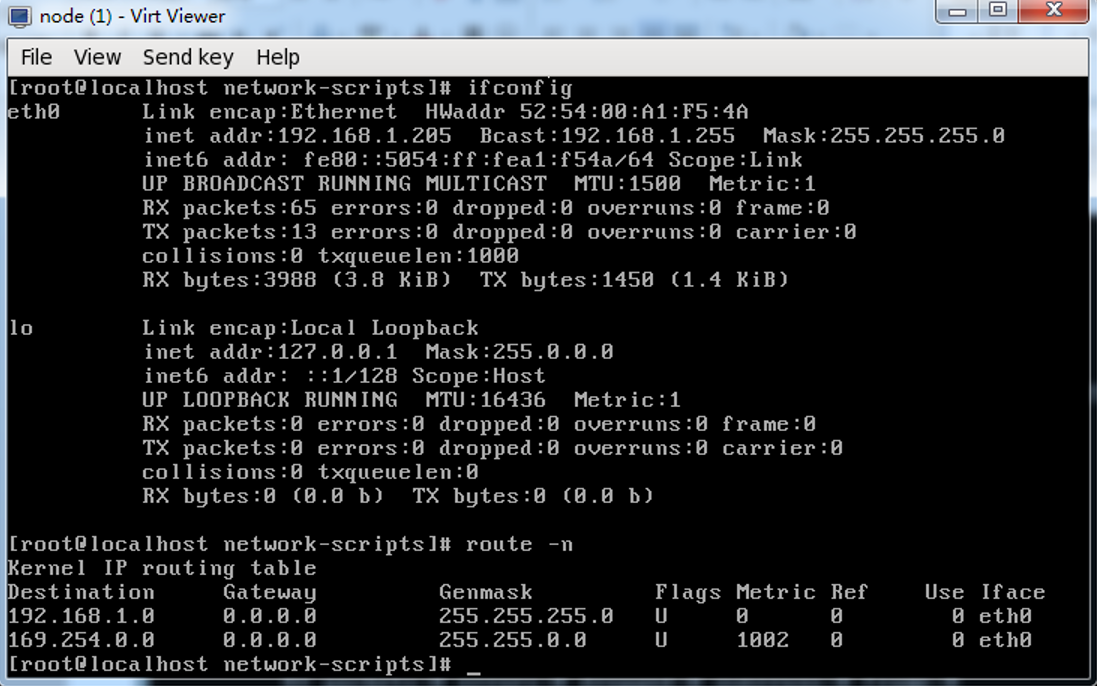 node (1) - Virt Viewer
File View Send key Help
[root@localhost network-scripts]# ifconfig
eth0 Link encap:Ethernet HWaddr 52:54:00:A1:F5:4A
inet addr:192.168.1.205 Bcast:192.168.1.255 Mask:255.255.255.0
inet6 addr: fe80::5054:ff:fea1:f54a/64 Scope:Link
UP BROADCAST RUNNING MULTICAST MTU:1500 Metric:1
RX packets:65 errors:0 dropped:0 overruns:0 frame:0
TX packets:13 errors:0 dropped:0 overruns:0 carrier:0
collisions:0 txqueuelen:1000
RX bytes:3988 (3.8 KiB) TX bytes:1450 (1.4 KiB)
lo Link encap:Local Loopback
inet addr:127.0.0.1 Mask:255.0.0.0
inet6 addr: ::1/128 Scope:Host
UP LOOPBACK RUNNING MTU:16436 Metric:1
RX packets:0 errors:0 dropped:0 overruns:0 frame:0
TX packets:0 errors:0 dropped:0 overruns:0 carrier:0
collisions:0 txqueuelen:0
RX bytes:0 (0.0 b) TX bytes:0 (0.0 b)
[root@localhost network-scripts]# route -n
Kernel IP routing table
Destination Gateway Genmask Flags Metric Ref Use Iface
192.168.1.0 0.0.0.0 255.255.255.0 U 0 0 0 eth0
169.254.0.0 0.0.0.0 255.255.0.0 U 1002 0 0 eth0
[root@localhost network-scripts]# _